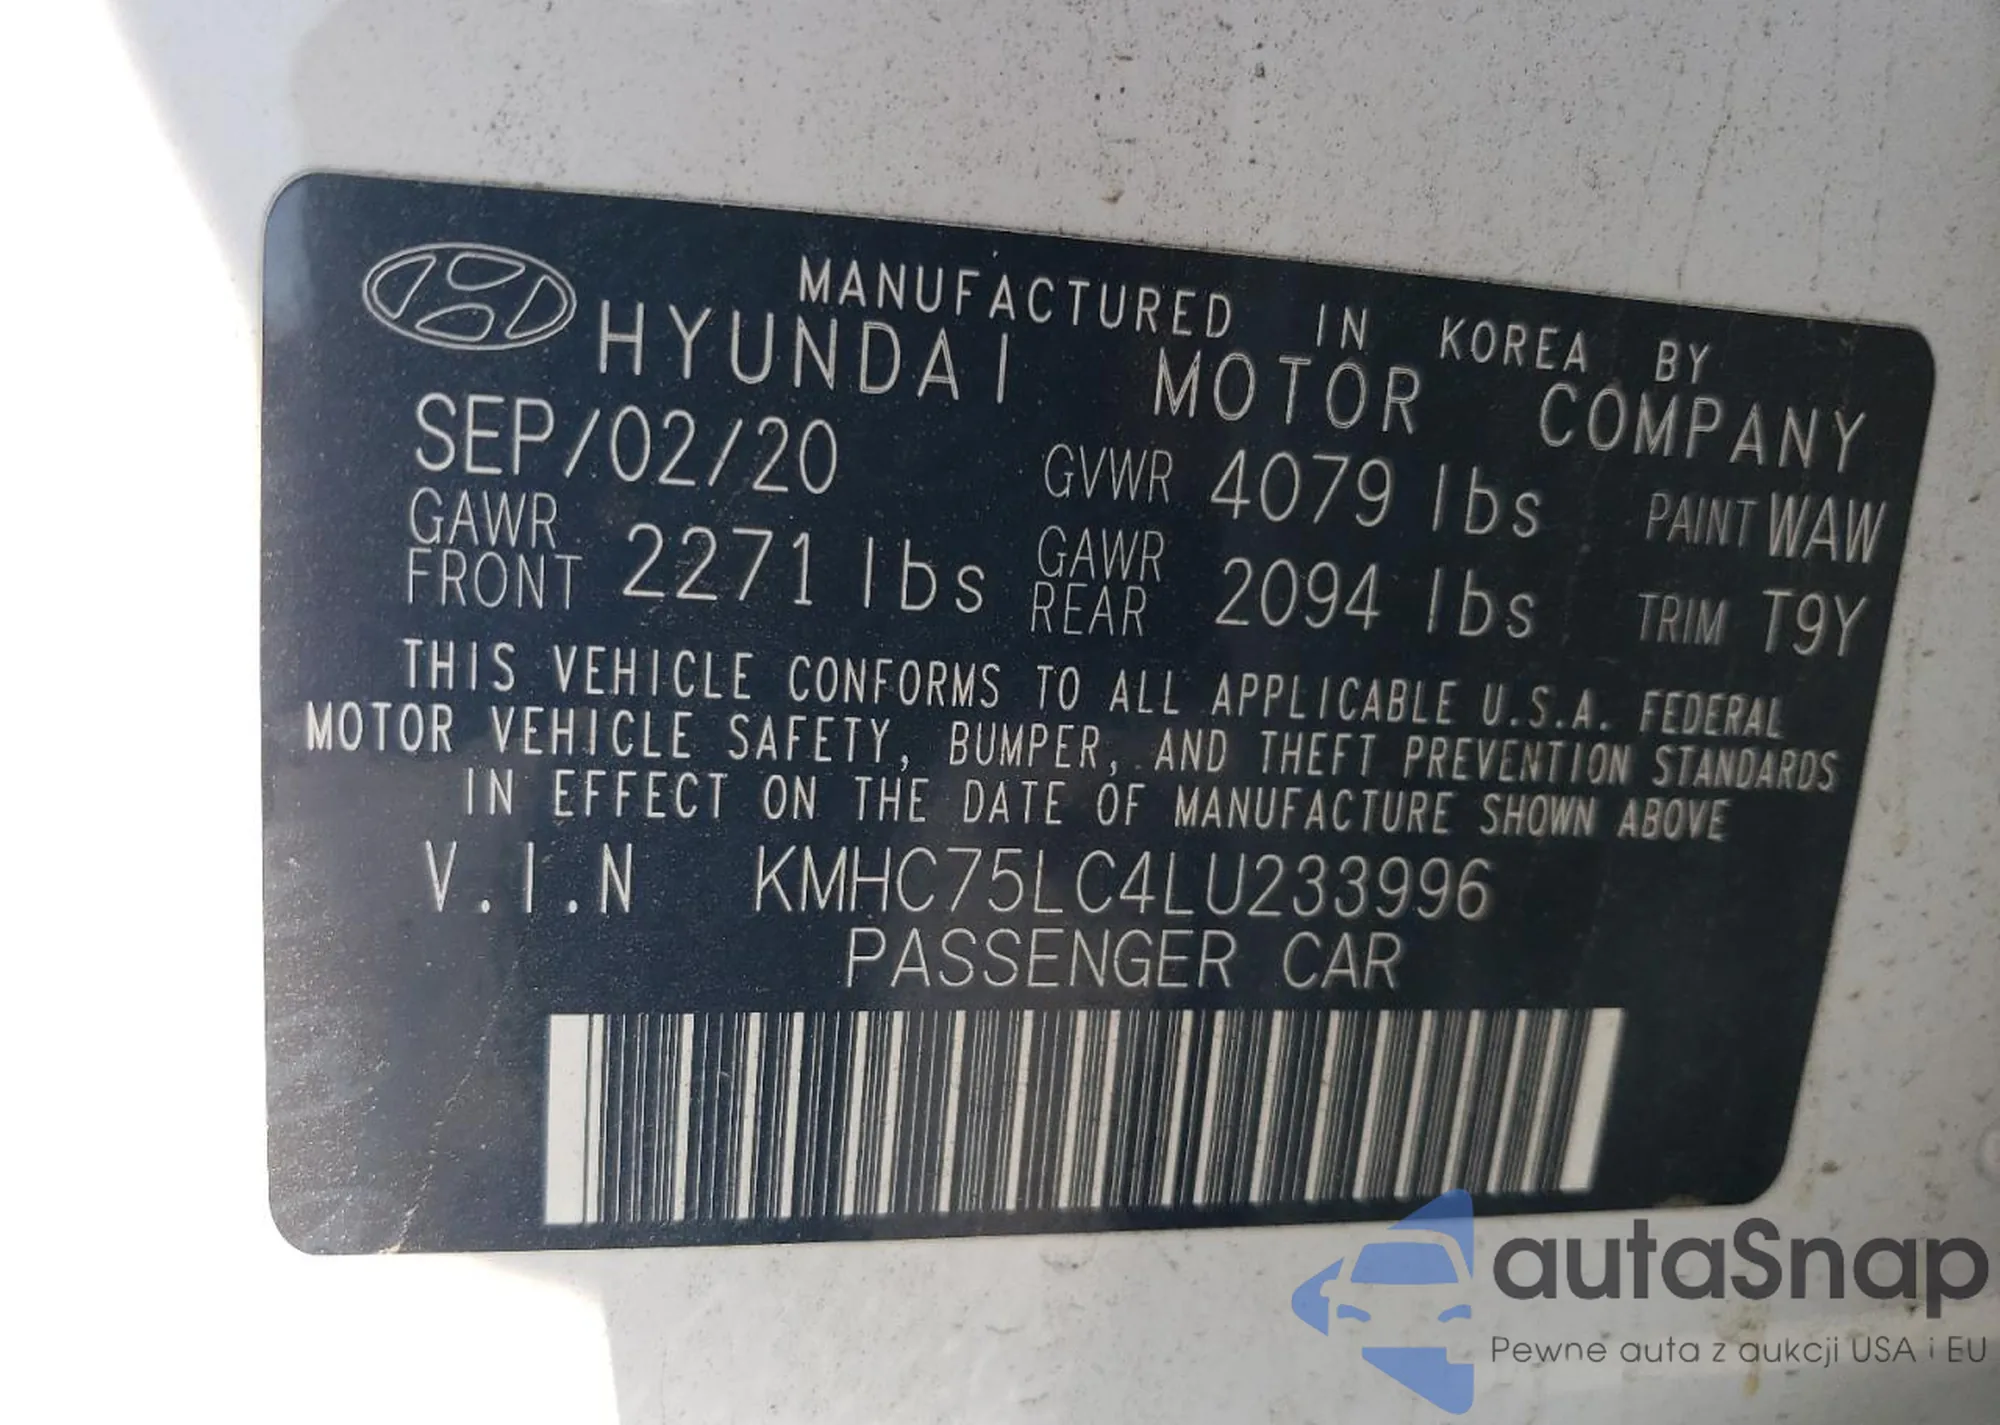 MANUFACTURED IN KOREA BY
HYUNDAI MOTOR COMPANY
SEP/02/20 GVWR 4079 lbs PAINT WAW
GAWR FRONT 2271 lbs GAWR REAR 2094 lbs TRIM T9Y
THIS VEHICLE CONFORMS TO ALL APPLICABLE U.S.A. FEDERAL
MOTOR VEHICLE SAFETY, BUMPER, AND THEFT PREVENTION STANDARDS
IN EFFECT ON THE DATE OF MANUFACTURE SHOWN ABOVE
V.I.N KMHC75LC4LU233996
PASSENGER CAR
autaSnap
Pewne auta z aukcji USA i EU